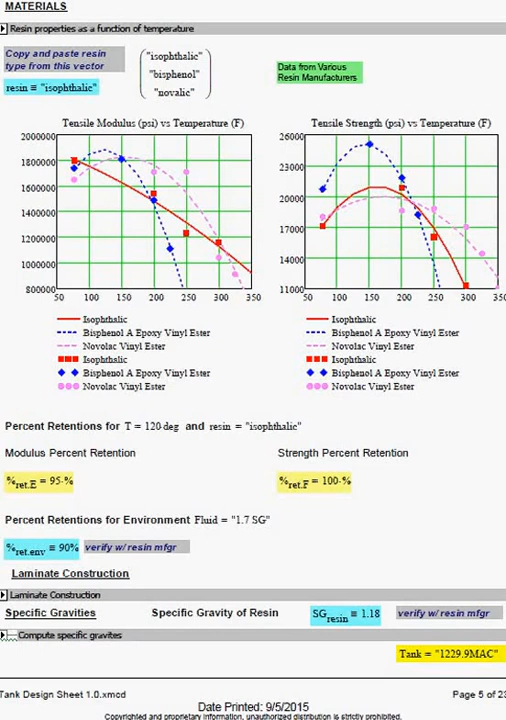 MATERIALS
Resin properties as a function of temperature
Copy and paste resin
type from this vector
resin ≡ "isophthalic"
"isophthalic"
"bisphenol"
"novalic"
Data from Various
Resin Manufacturers
Tensile Modulus (psi) vs Temperature (F)
2000000
1800000
1600000
1400000
1200000
1000000
800000
50 100 150 200 250 300 350
Isophthalic
Bisphenol A Epoxy Vinyl Ester
Novolac Vinyl Ester
Isophthalic
Bisphenol A Epoxy Vinyl Ester
Novolac Vinyl Ester
Tensile Strength (psi) vs Temperature (F)
26000
23000
20000
17000
14000
11000
50 100 150 200 250 300 350
Isophthalic
Bisphenol A Epoxy Vinyl Ester
Novolac Vinyl Ester
Isophthalic
Bisphenol A Epoxy Vinyl Ester
Novolac Vinyl Ester
Percent Retentions for T = 120·deg and resin = "isophthalic"
Modulus Percent Retention Strength Percent Retention
%ret.E = 95·% %ret.F = 100·%
Percent Retentions for Environment Fluid = "1.7 SG"
%ret.env ≡ 90% verify w/ resin mfgr
Laminate Construction
Laminate Construction
Specific Gravities Specific Gravity of Resin SGresin ≡ 1.18 verify w/ resin mfgr
Compute specific gravites
Tank = "1229.9MAC"
Tank Design Sheet 1.0.xmcd Page 5 of 23
Date Printed: 9/5/2015
Copyrighted and proprietary information, unauthorized distribution is strictly prohibited.